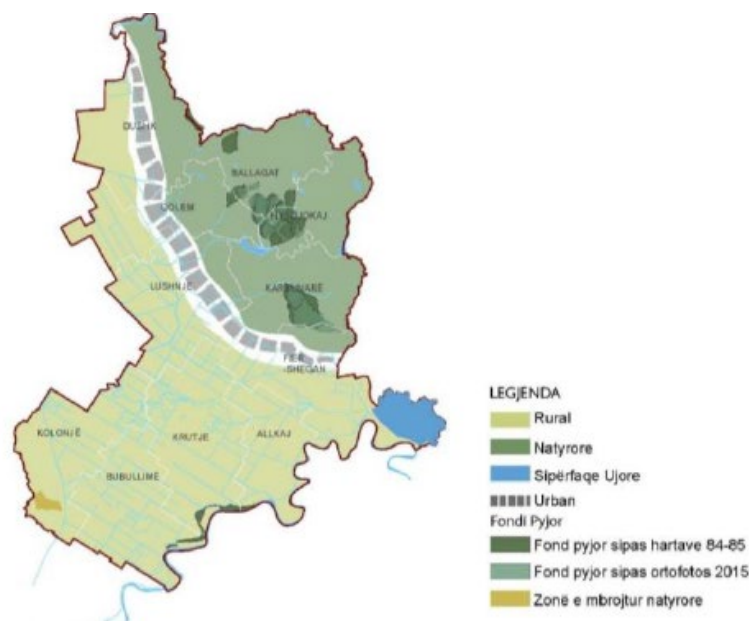 DUSHK
BALLAGAT
GOLEM
LUSHNJE
FIER
-SHEGAN
KOLONJË
KRUTJE
ALLKAJ
BUBULLIMË
LEGJENDA
Rural
Natyrore
Sipërfaqe Ujore
Urban
Fondi Pyjor
Fond pyjor sipas hartave 84-85
Fond pyjor sipas ortofotos 2015
Zonë e mbrojtur natyrore